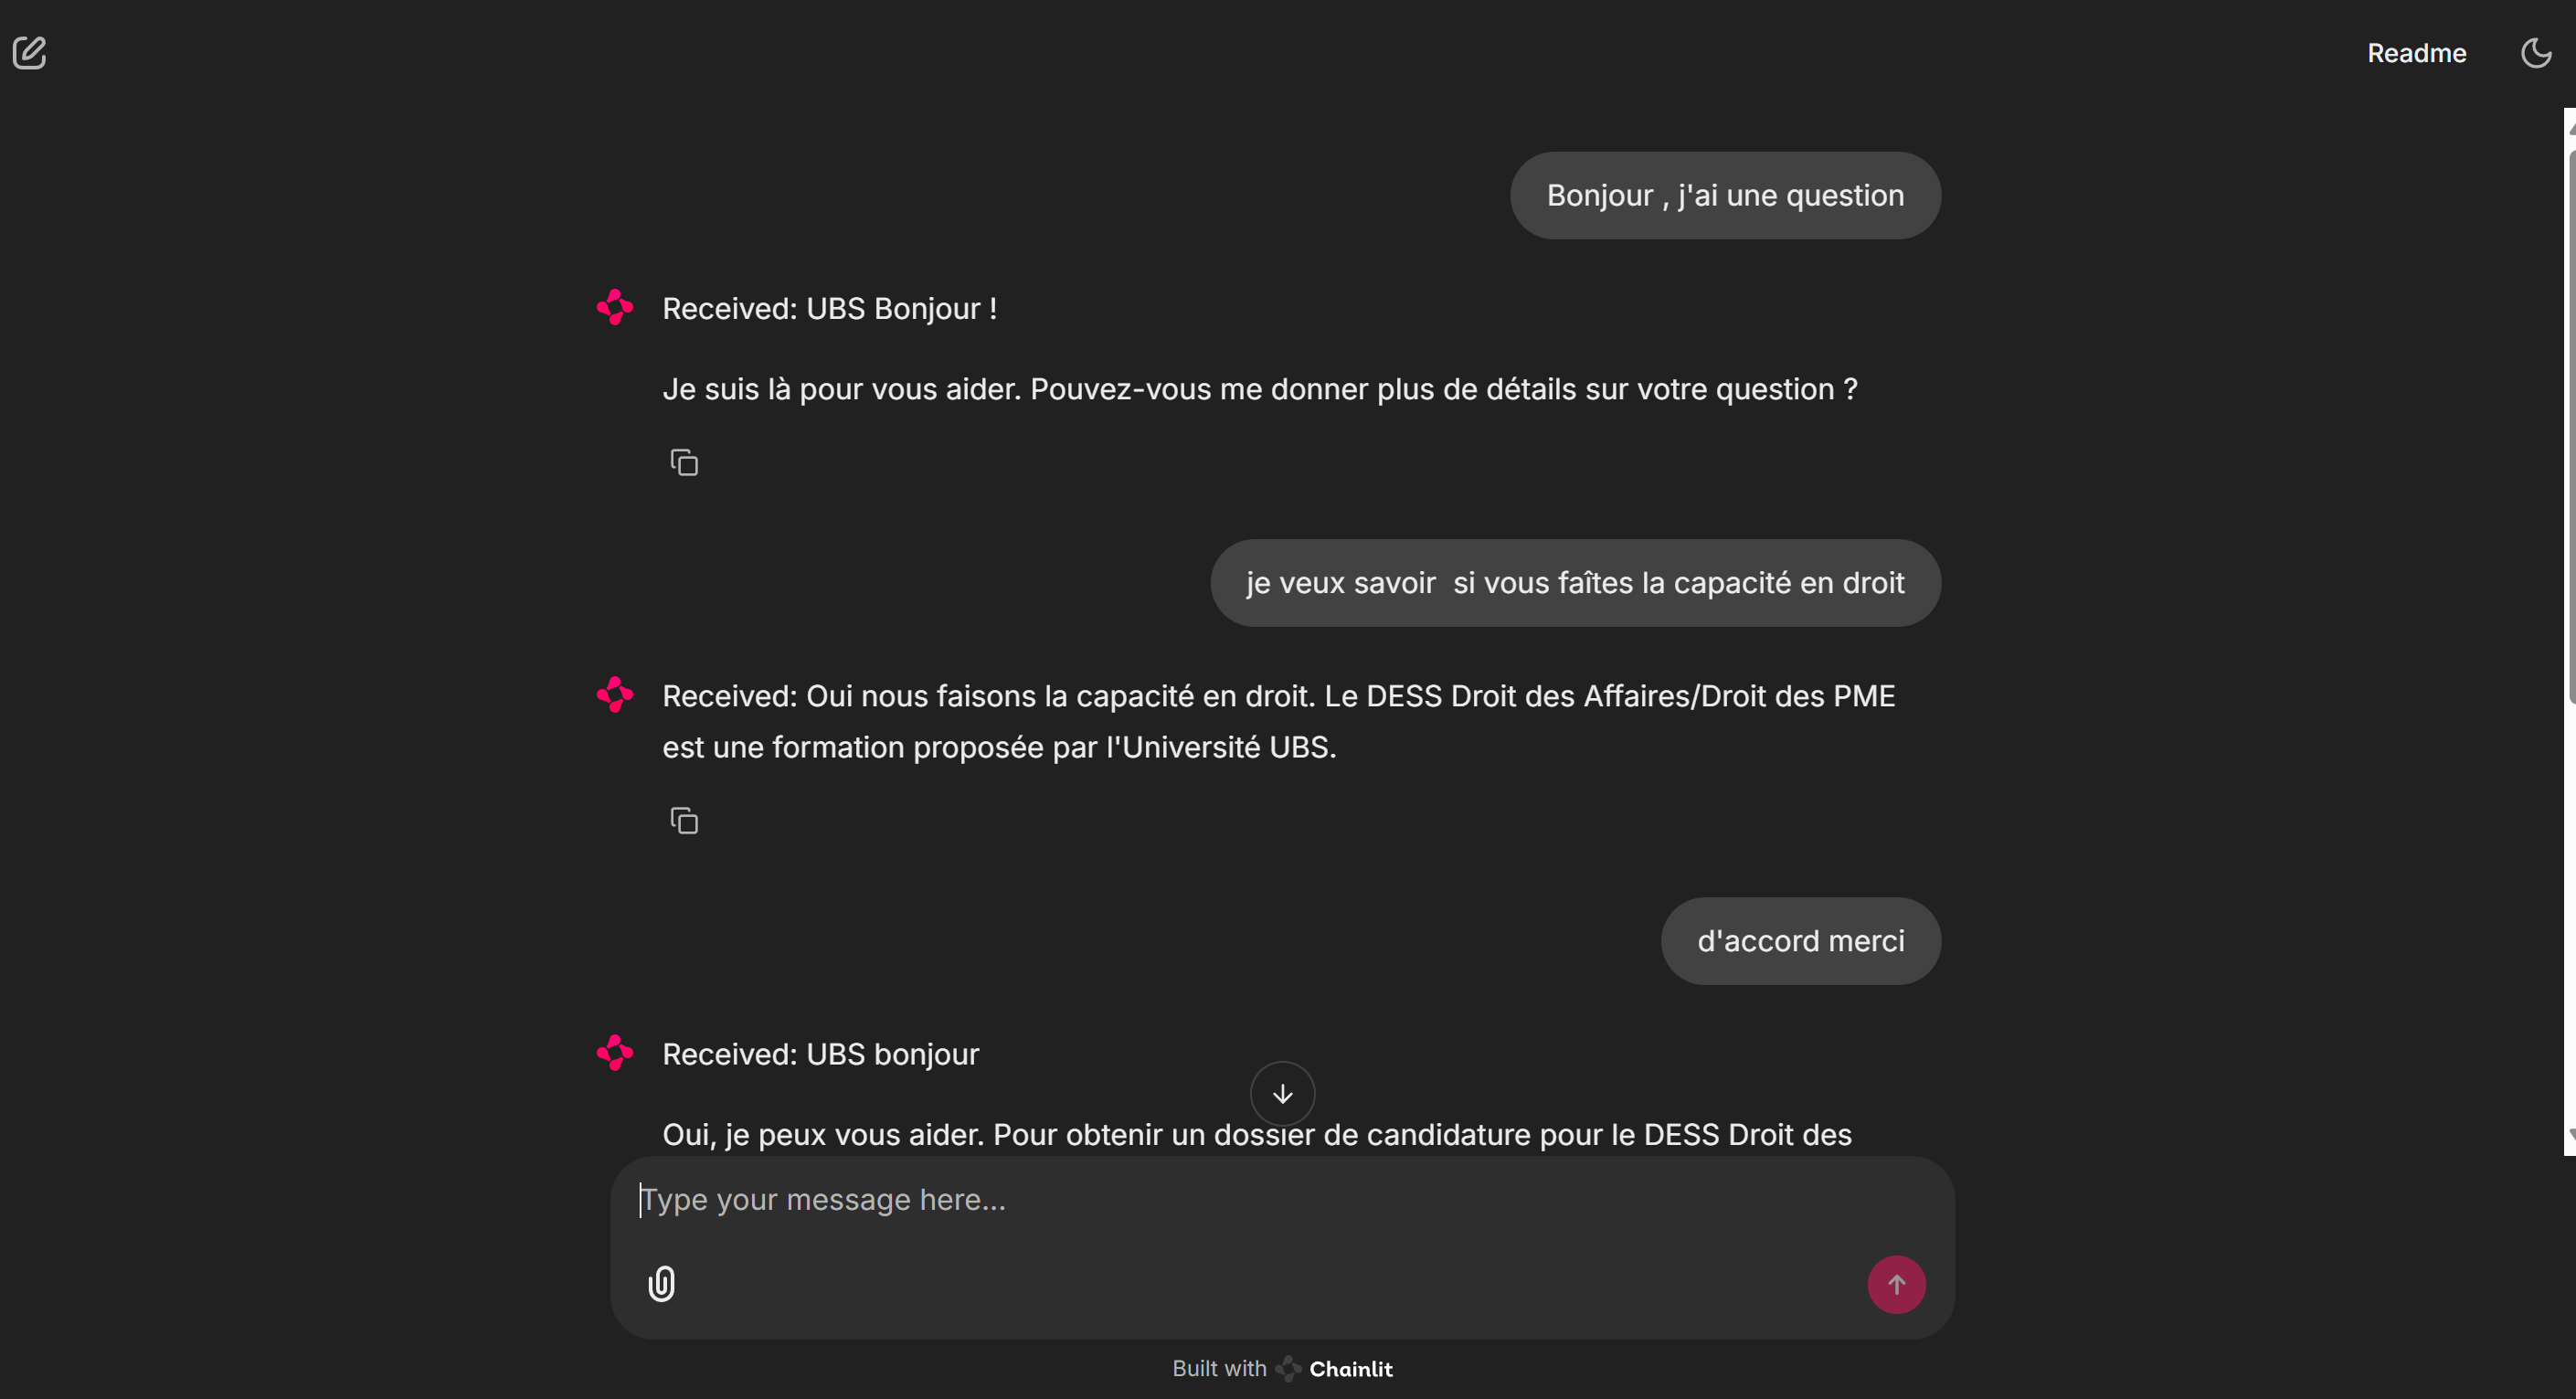 Readme
Bonjour , j'ai une question
Received: UBS Bonjour !
Je suis là pour vous aider. Pouvez-vous me donner plus de détails sur votre question ?
je veux savoir  si vous faîtes la capacité en droit
Received: Oui nous faisons la capacité en droit. Le DESS Droit des Affaires/Droit des PME
est une formation proposée par l'Université UBS.
d'accord merci
Received: UBS bonjour
Oui, je peux vous aider. Pour obtenir un dossier de candidature pour le DESS Droit des
Type your message here...
Built with Chainlit